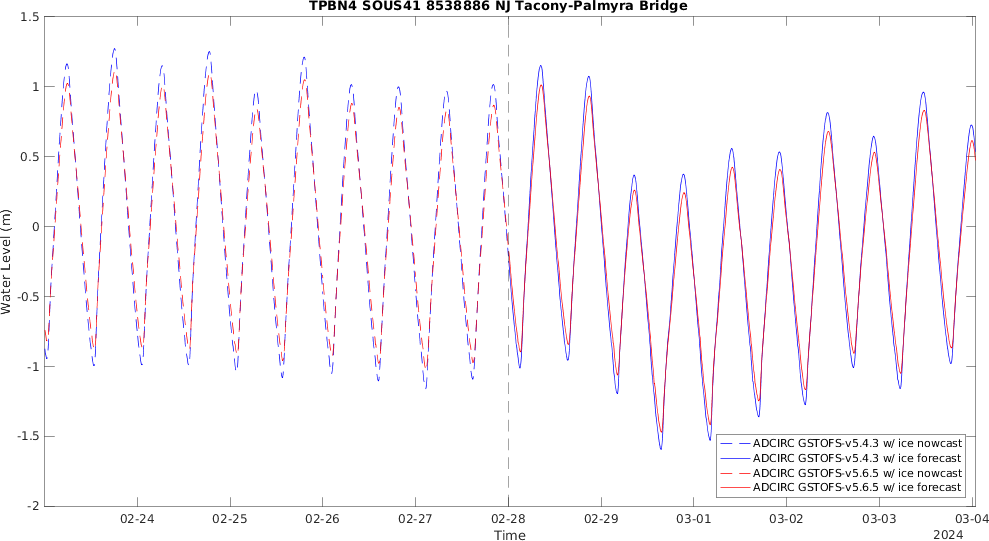 TPBN4 SOUS41 8538886 NJ Tacony-Palmyra Bridge
1.5
1
0.5
0
-0.5
-1
-1.5
-2
Water Level (m)
ADCIRC GSTOFS-v5.4.3 w/ ice nowcast
ADCIRC GSTOFS-v5.4.3 w/ ice forecast
ADCIRC GSTOFS-v5.6.5 w/ ice nowcast
ADCIRC GSTOFS-v5.6.5 w/ ice forecast
02-24 02-25 02-26 02-27 02-28 02-29 03-01 03-02 03-03 03-04
Time
2024